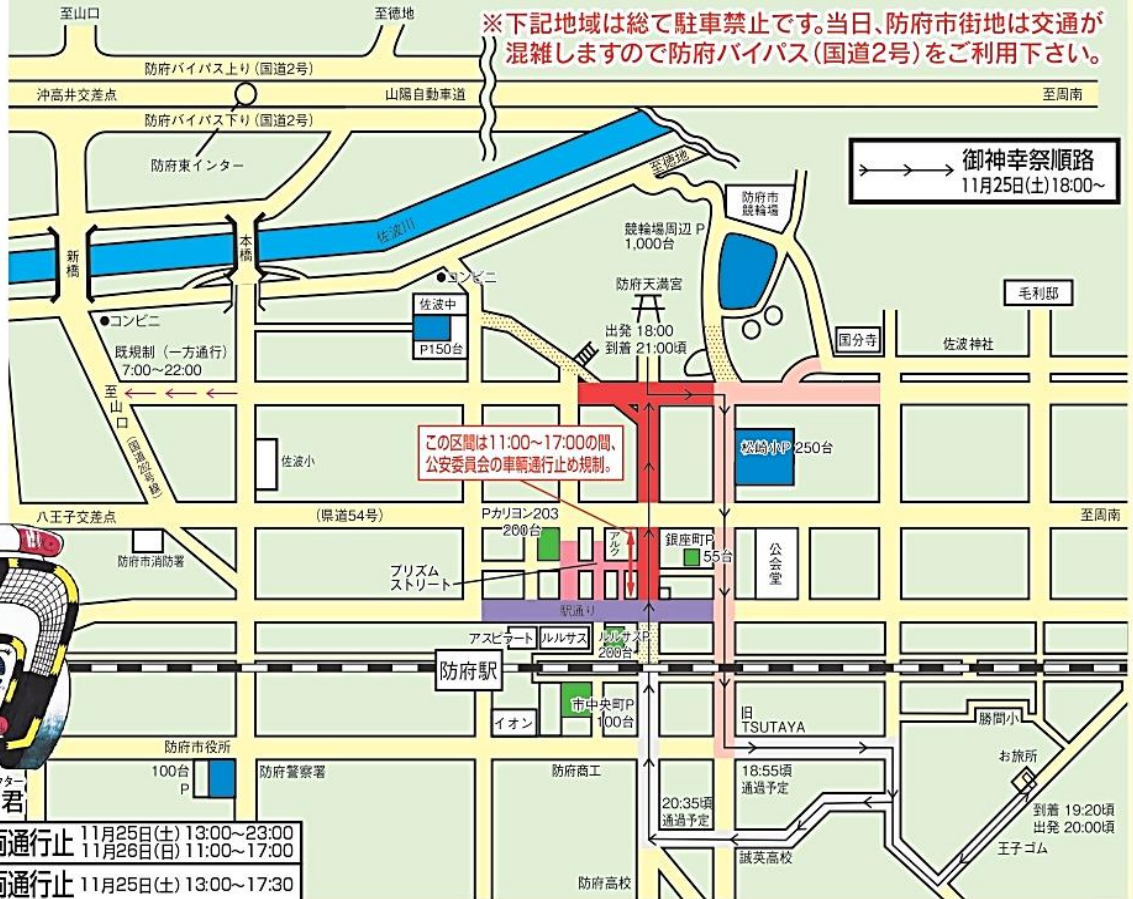 至山口
至徳地
※下記地域は総て駐車禁止です。当日、防府市街地は交通が
混雑しますので防府バイパス(国道2号)をご利用下さい。
防府バイパス上り(国道2号)
沖高井交差点
山陽自動車道
至周南
防府バイパス下り(国道2号)
防府東インター
御神幸祭順路
11月25日(土)18:00~
至徳地
防府市
競輪場
佐波川
競輪場周辺 P
1,000台
新橋
本橋
●コンビニ
防府天満宮
毛利邸
佐波中
P150台
●コンビニ
出発 18:00
到着 21:00頃
国分寺
佐波神社
既規制(一方通行)
7:00~22:00
至山口
(国道262号線)
この区間は11:00~17:00の間、
公安委員会の車輌通行止め規制。
松崎小P 250台
佐波小
八王子交差点
(県道54号)
Pカリヨン203
200台
アルク
銀座町P
55台
公会堂
至周南
防府市消防署
プリズム
ストリート
駅通り
アスピラート
ルルサス
ルルサスP
200台
防府駅
市中央町P
100台
イオン
旧
TSUTAYA
勝間小
防府市役所
お旅所
100台
P
防府警察署
防府商工
18:55頃
通過予定
20:35頃
通過予定
到着 19:20頃
出発 20:00頃
王子ゴム
誠英高校
防府高校
クター
君
両通行止 11月25日(土) 13:00~23:00
11月26日(日) 11:00~17:00
両通行止 11月25日(土) 13:00~17:30